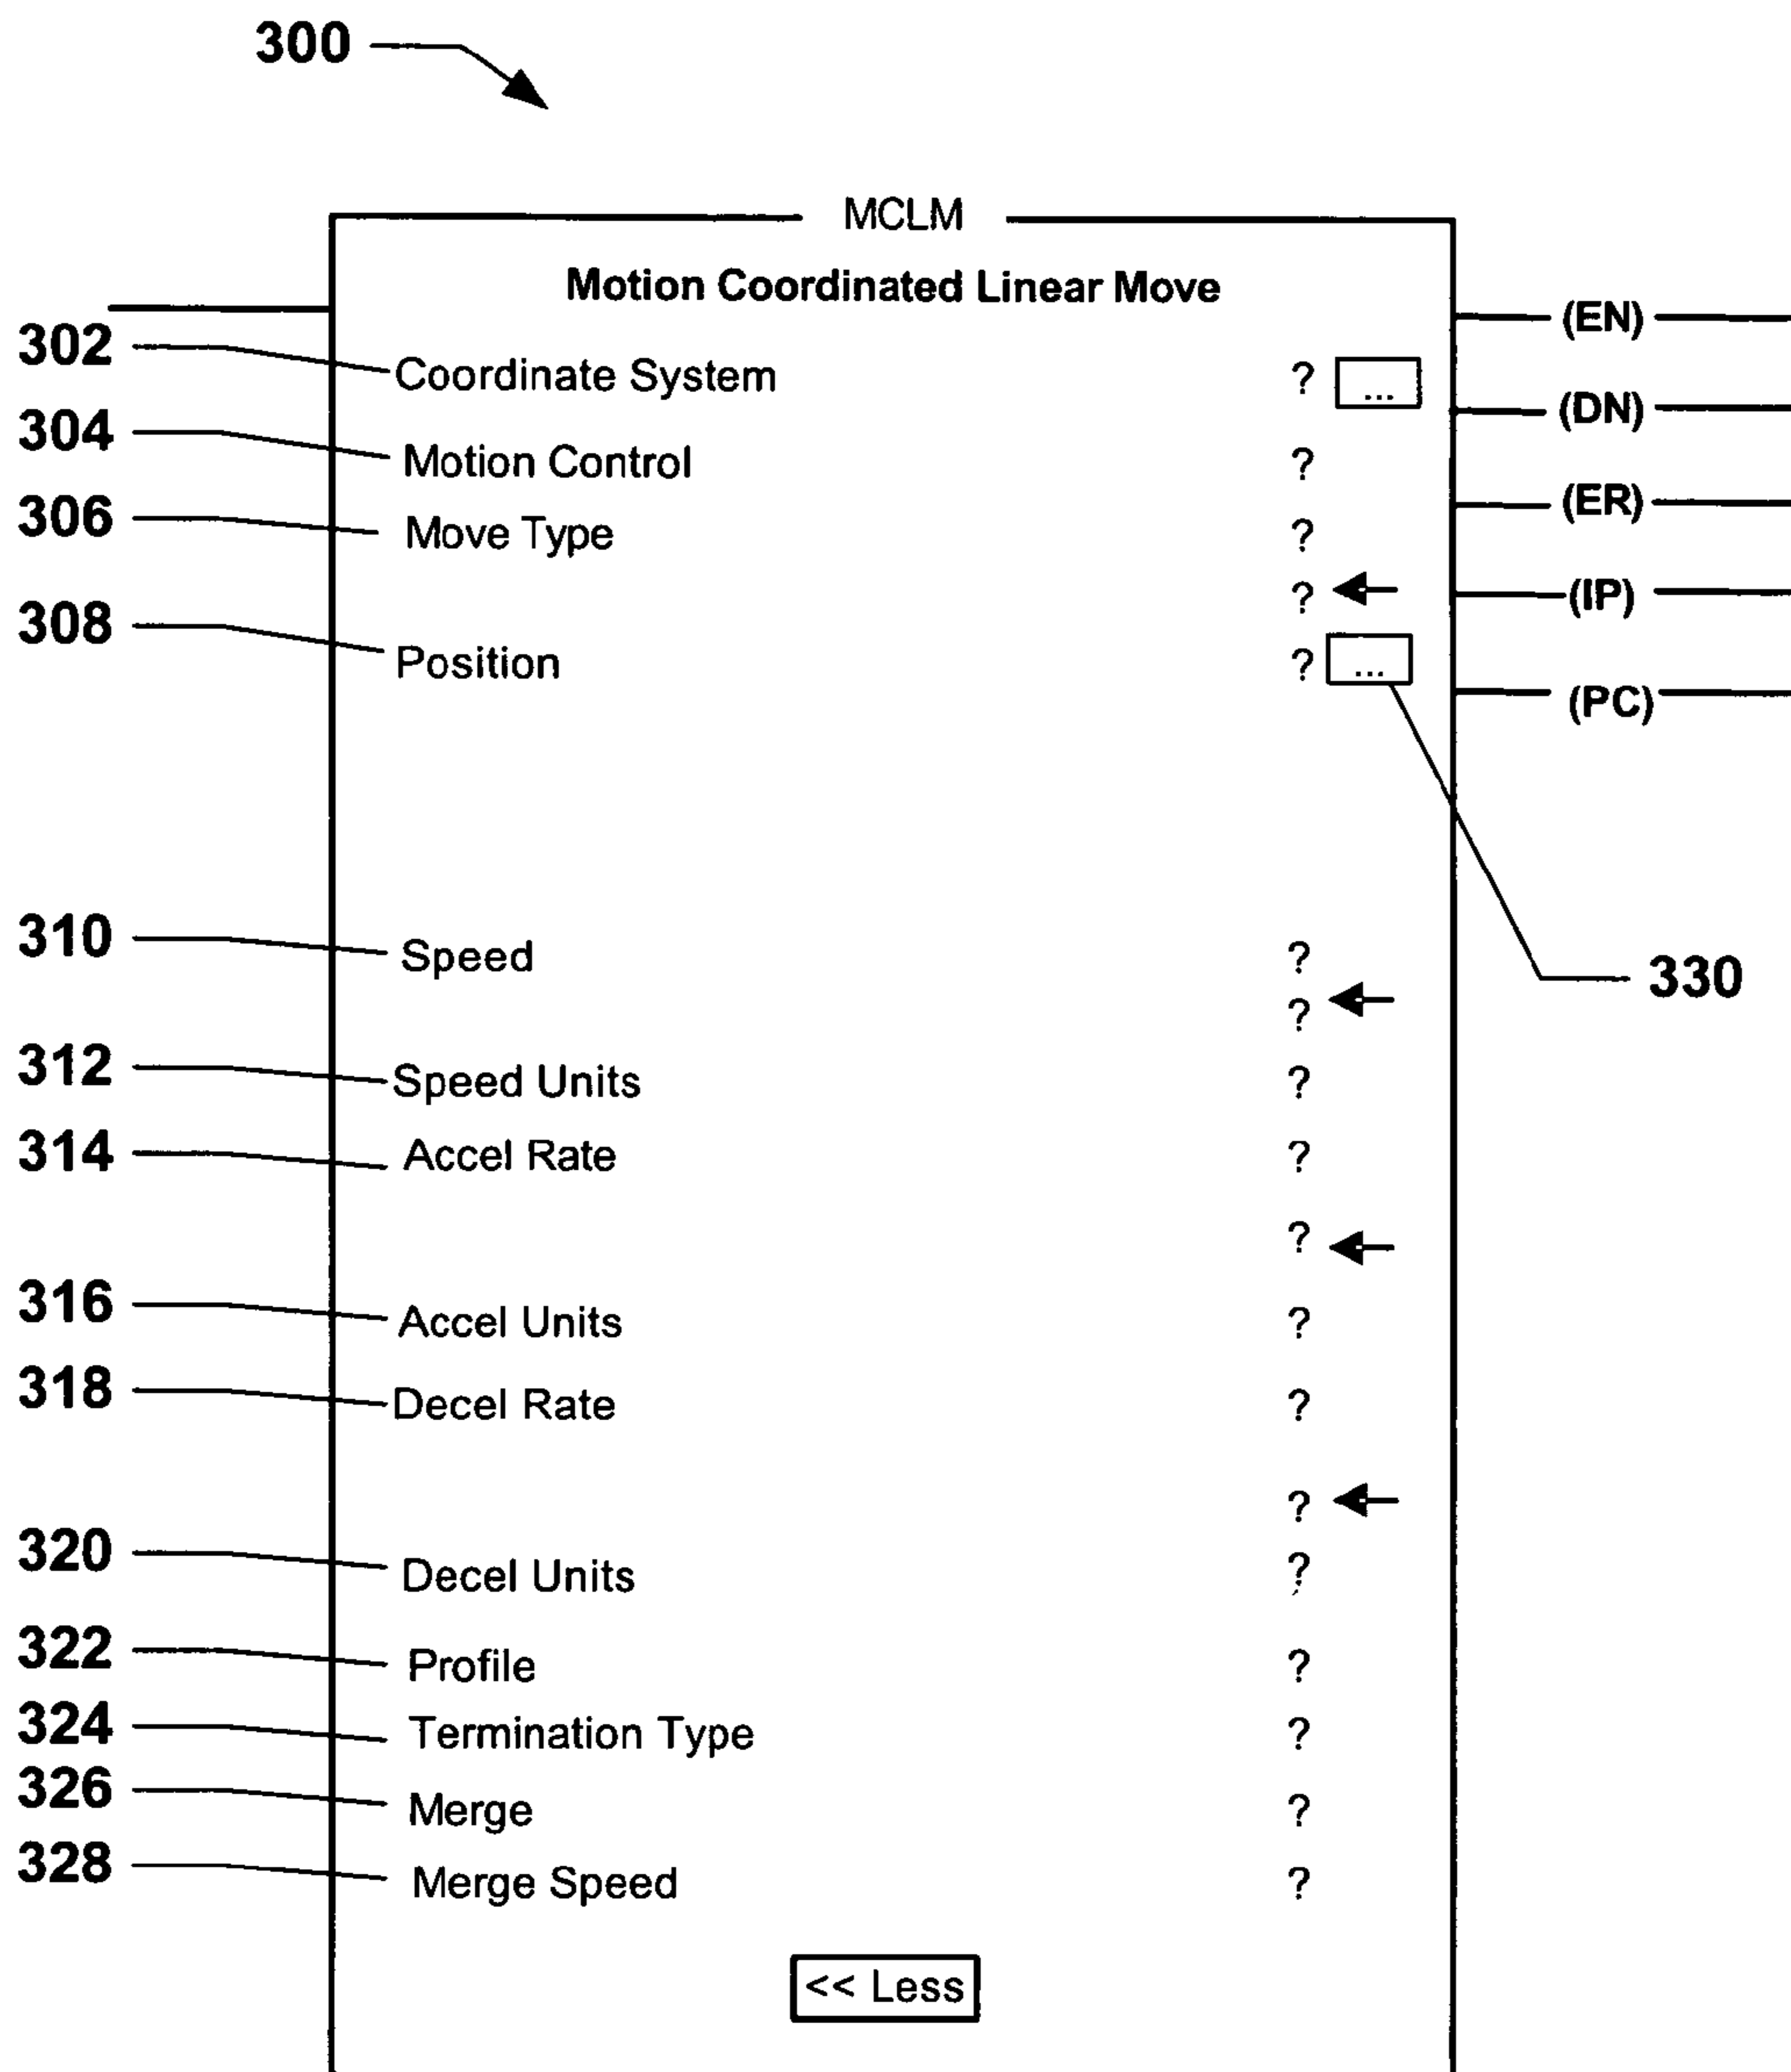 300
MCLM
Motion Coordinated Linear Move
(EN)
302 Coordinate System ? ...
(DN)
304 Motion Control ?
(ER)
306 Move Type ?
? (IP)
308 Position ? ...
(PC)
310 Speed ?
330
?
312 Speed Units ?
314 Accel Rate ?
?
316 Accel Units ?
318 Decel Rate ?
?
320 Decel Units ?
322 Profile ?
324 Termination Type ?
326 Merge ?
328 Merge Speed ?
<< Less